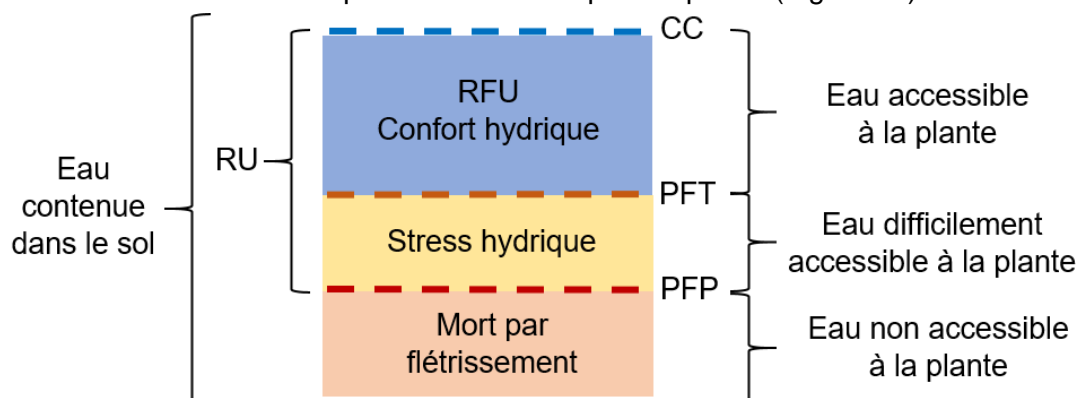 CC
RFU
Confort hydrique
Eau accessible
à la plante
RU
Eau
contenue
dans le sol
PFT
Stress hydrique
Eau difficilement
accessible à la plante
PFP
Mort par
flétrissement
Eau non accessible
à la plante